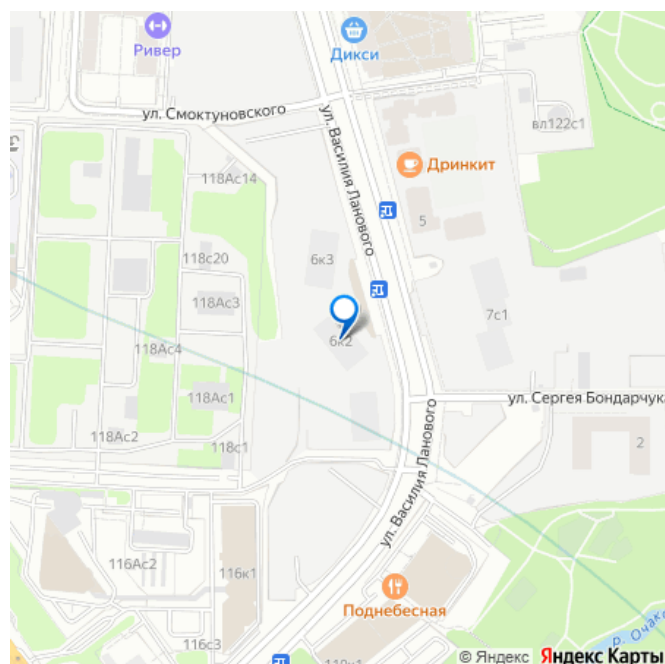 Ривер
Дикси
ул. Смоктуновского
ул. Василия Ланового
вл122с1
Дринкит
118Ас14
5
118с20
6к3
118Ас3
7с1
6к2
118Ас4
118Ас1
ул. Сергея Бондарчука
118Ас2
118с1
ул. Василия Ланового
2
116Ас2
116к1
Поднебесная
116с3
р. Очак
© Яндекс Яндекс Карты